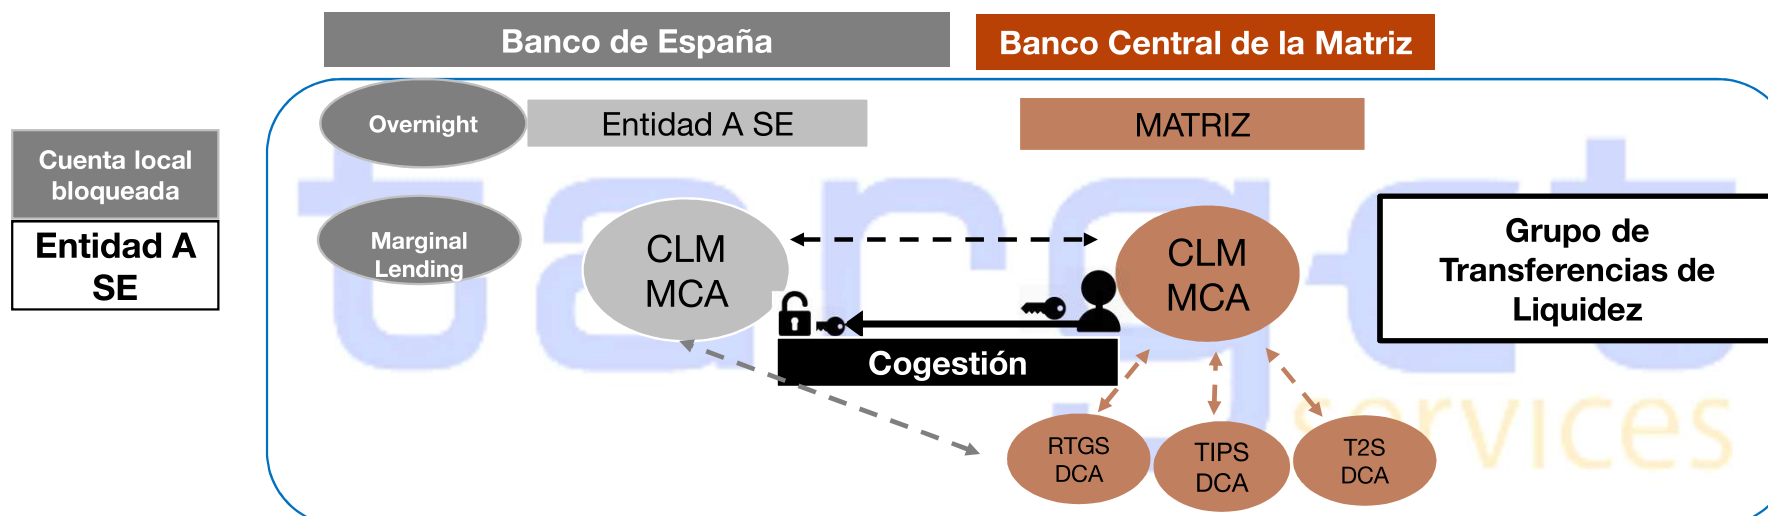 Banco de España
Banco Central de la Matriz
Overnight
Entidad A SE
MATRIZ
Cuenta local
bloqueada
Entidad A
SE
Marginal
Lending
CLM
MCA
CLM
MCA
Grupo de
Transferencias de
Liquidez
Cogestión
RTGS
DCA
TIPS
DCA
T2S
DCA
target
services